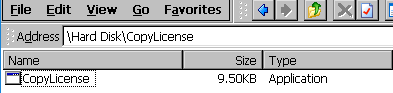 File Edit View Go Favorites
Address \Hard Disk\CopyLicense
Name Size Type
CopyLicense 9.50KB Application